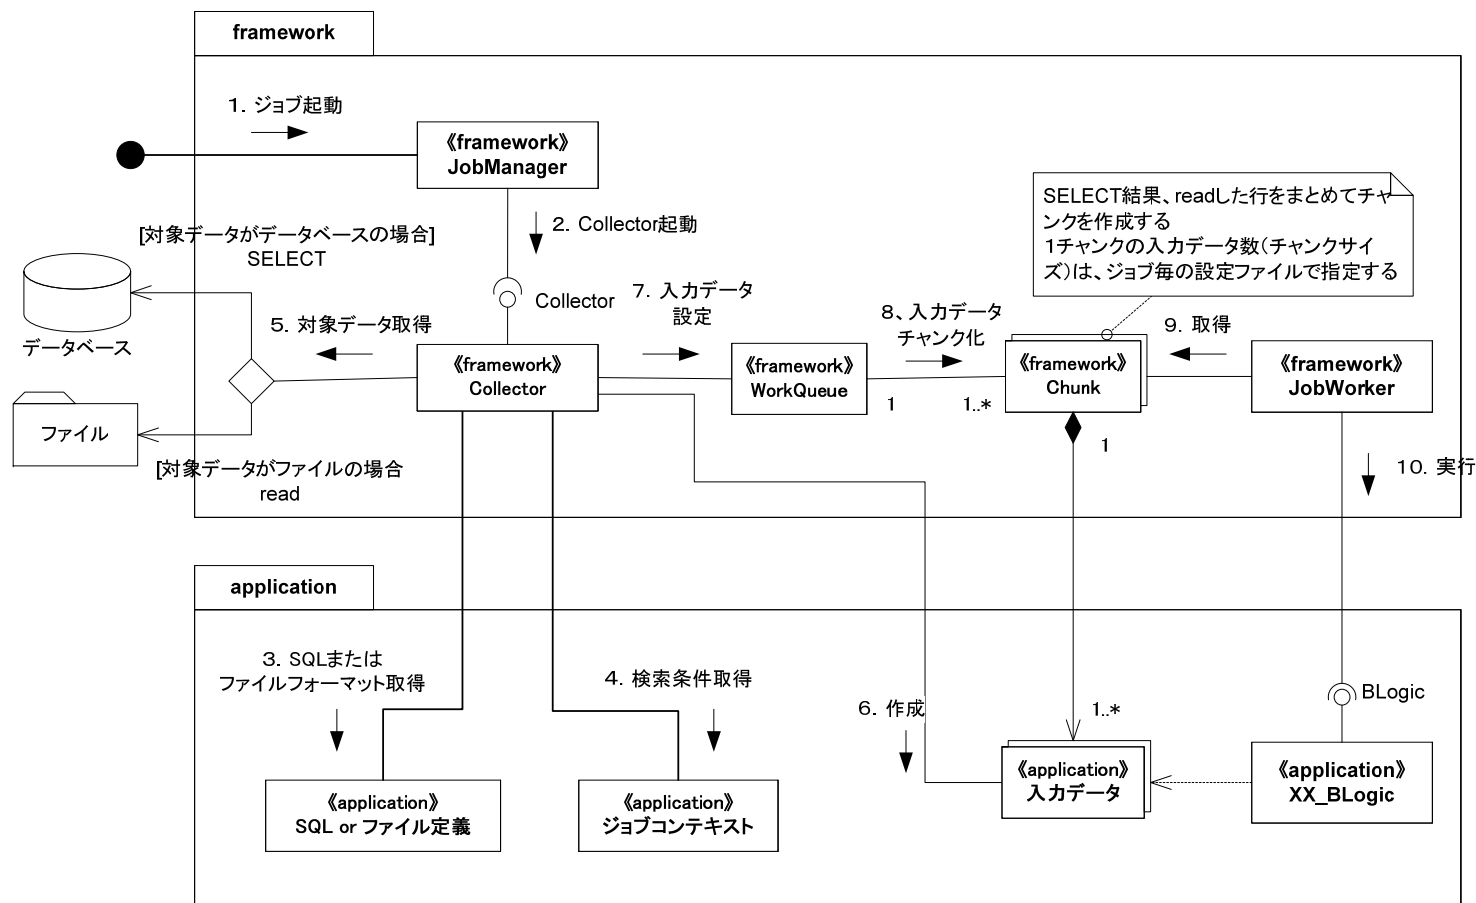 framework
1. ジョブ起動
《framework》
JobManager
SELECT結果、readした行をまとめてチャ
ンクを作成する
1チャンクの入力データ数(チャンクサイ
ズ)は、ジョブ毎の設定ファイルで指定する
2. Collector起動
[対象データがデータベースの場合]
SELECT
Collector
7. 入力データ
設定
8、入力データ
チャンク化
9. 取得
5. 対象データ取得
データベース
《framework》
Collector
《framework》
WorkQueue
《framework》
Chunk
《framework》
JobWorker
1
1..*
ファイル
1
[対象データがファイルの場合
read
10. 実行
application
3. SQLまたは
ファイルフォーマット取得
4. 検索条件取得
6. 作成
1..*
BLogic
《application》
SQL or ファイル定義
《application》
ジョブコンテキスト
《application》
入力データ
《application》
XX_BLogic